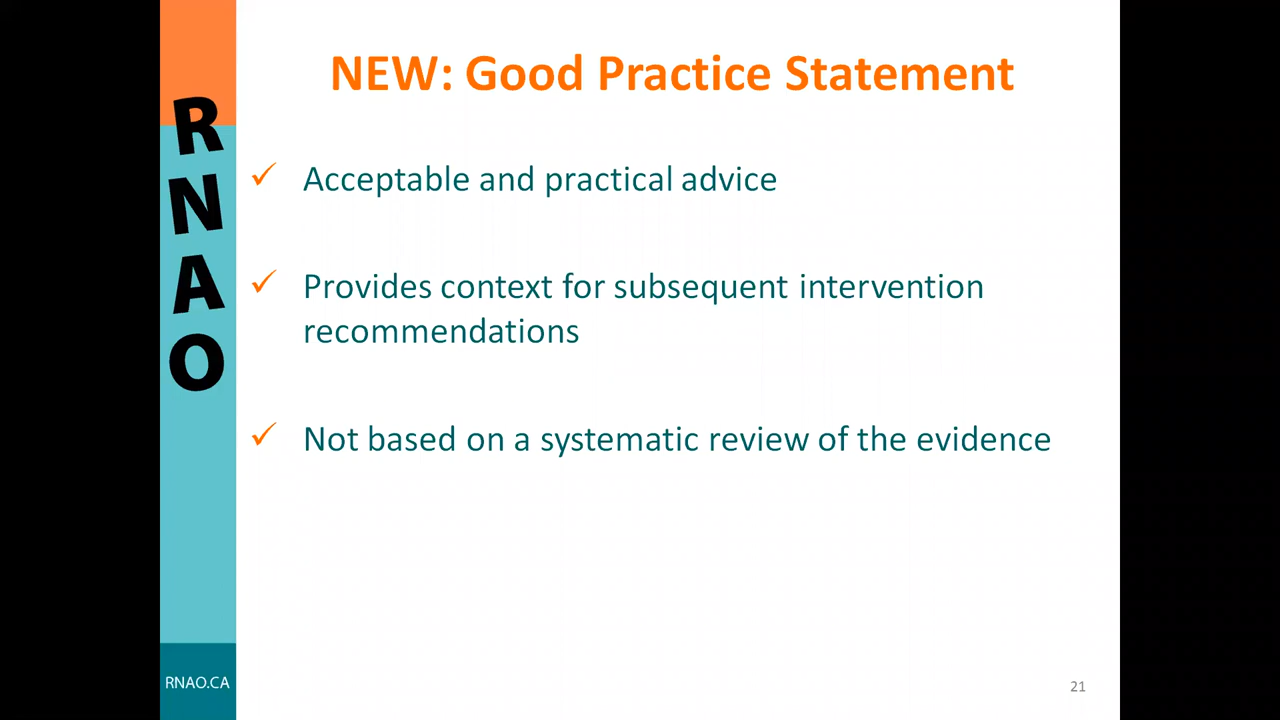 NEW: Good Practice Statement
RNAO
✓ Acceptable and practical advice
✓ Provides context for subsequent intervention
recommendations
✓ Not based on a systematic review of the evidence
RNAO.CA
21